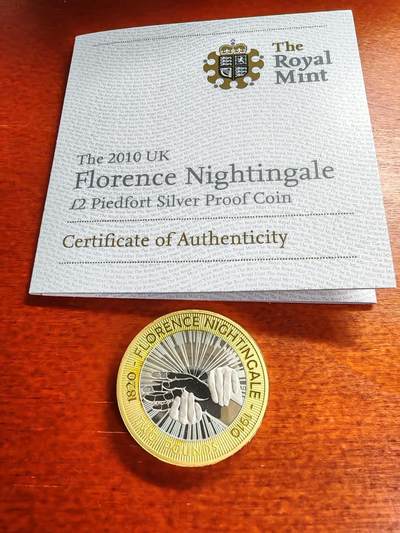 The
Royal
Mint
The 2010 UK
Florence Nightingale
£2 Piedfort Silver Proof Coin
Certificate of Authenticity
1820 - FLORENCE NIGHTINGALE - 1910
POUNDS